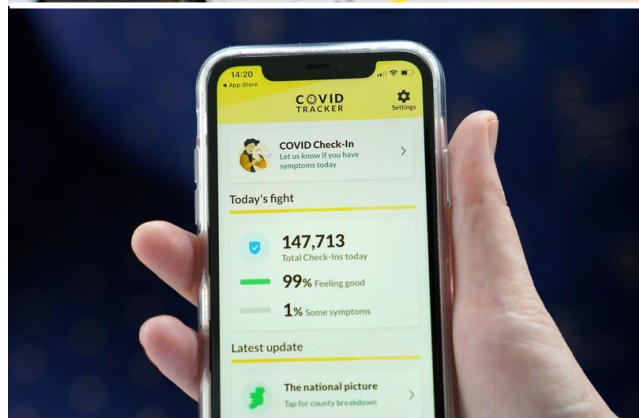 14:20
◀ App Store
COVID
TRACKER
Settings
COVID Check-In
Let us know if you have
symptoms today
Today's fight
147,713
Total Check-Ins today
99% Feeling good
1% Some symptoms
Latest update
The national picture
Tap for county breakdown